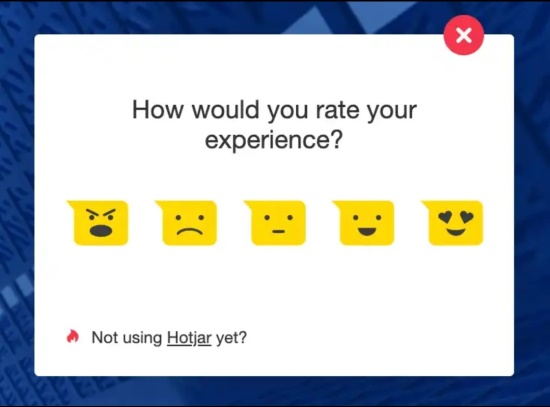 How would you rate your
experience?
Not using Hotjar yet?